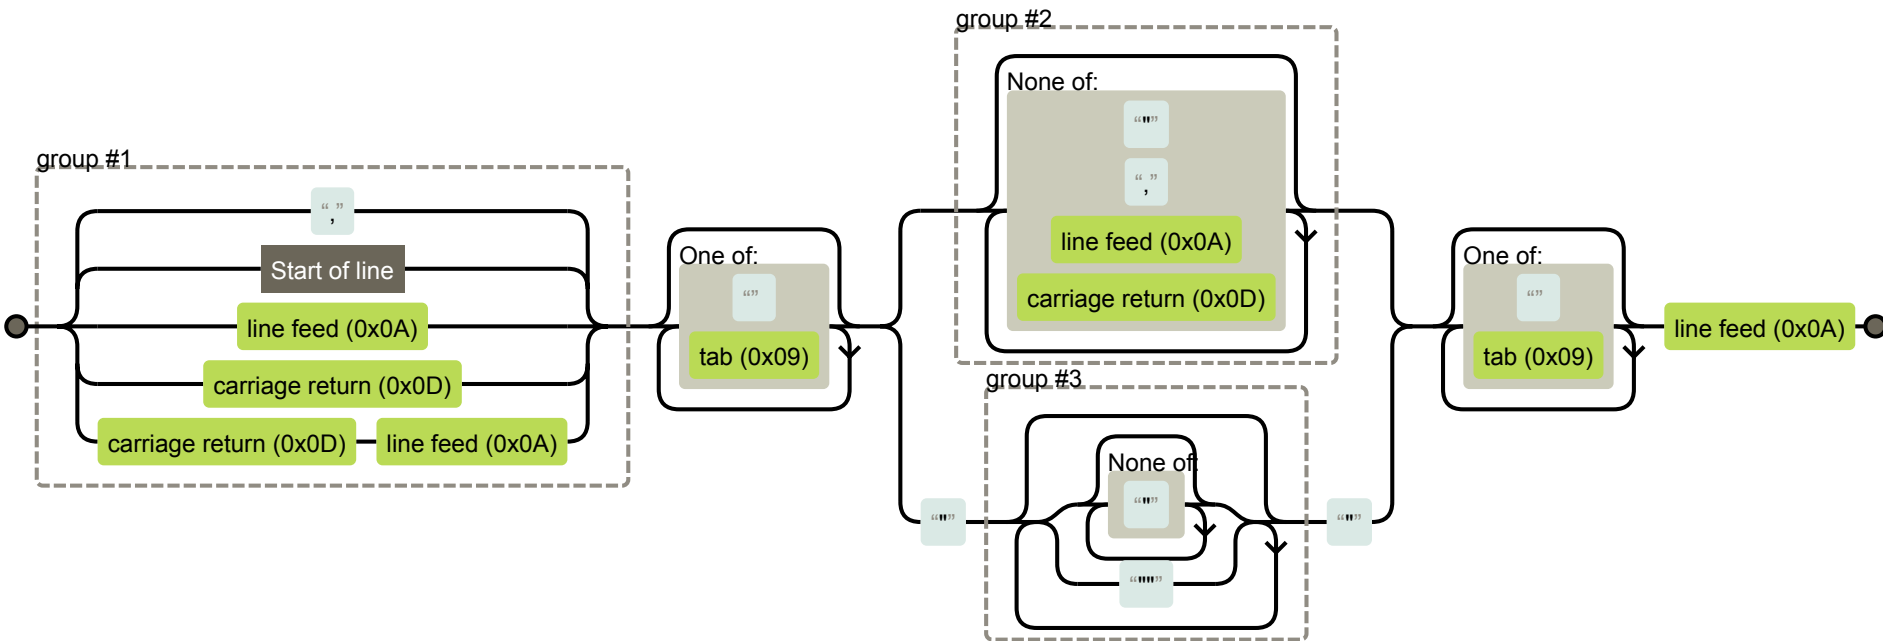 group #1
“,”
Start of line
line feed (0x0A)
carriage return (0x0D)
carriage return (0x0D)
line feed (0x0A)
One of:
“ ”
tab (0x09)
group #2
None of:
“"”
“,”
line feed (0x0A)
carriage return (0x0D)
“"”
group #3
None of:
“"”
“""”
“"”
One of:
“ ”
tab (0x09)
line feed (0x0A)